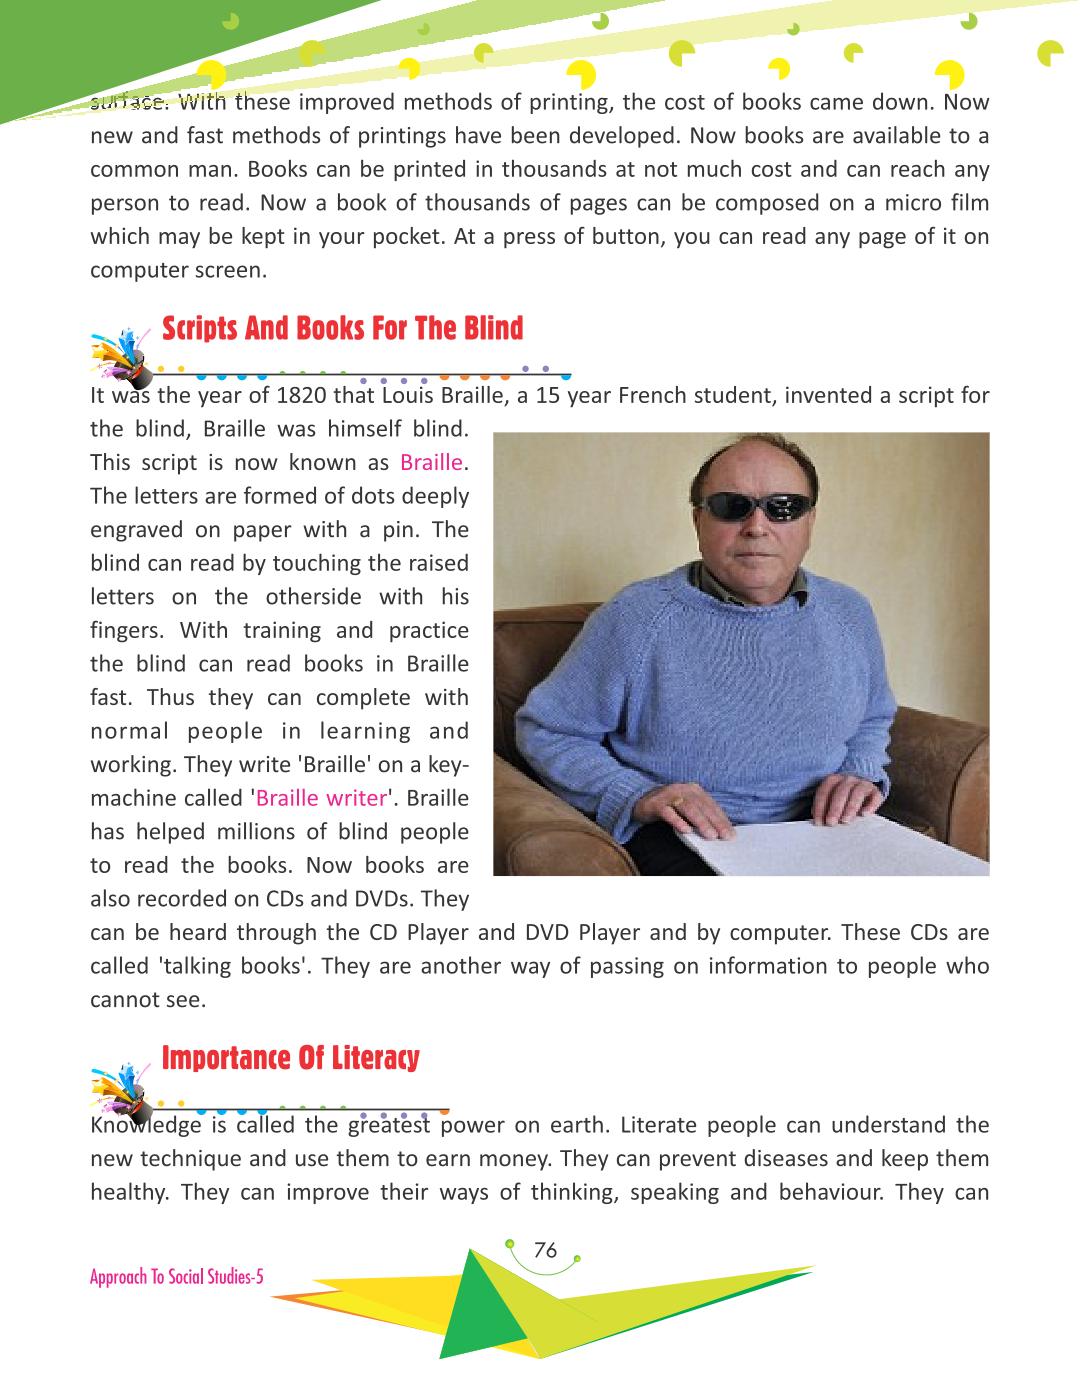 surface. With these improved methods of printing, the cost of books came down. Now
new and fast methods of printings have been developed. Now books are available to a
common man. Books can be printed in thousands at not much cost and can reach any
person to read. Now a book of thousands of pages can be composed on a micro film
which may be kept in your pocket. At a press of button, you can read any page of it on
computer screen.
Scripts And Books For The Blind
It was the year of 1820 that Louis Braille, a 15 year French student, invented a script for
the blind, Braille was himself blind.
This script is now known as Braille.
The letters are formed of dots deeply
engraved on paper with a pin. The
blind can read by touching the raised
letters on the otherside with his
fingers. With training and practice
the blind can read books in Braille
fast. Thus they can complete with
normal people in learning and
working. They write 'Braille' on a key-
machine called 'Braille writer'. Braille
has helped millions of blind people
to read the books. Now books are
also recorded on CDs and DVDs. They
can be heard through the CD Player and DVD Player and by computer. These CDs are
called 'talking books'. They are another way of passing on information to people who
cannot see.
Importance Of Literacy
Knowledge is called the greatest power on earth. Literate people can understand the
new technique and use them to earn money. They can prevent diseases and keep them
healthy. They can improve their ways of thinking, speaking and behaviour. They can
76
Approach To Social Studies-5